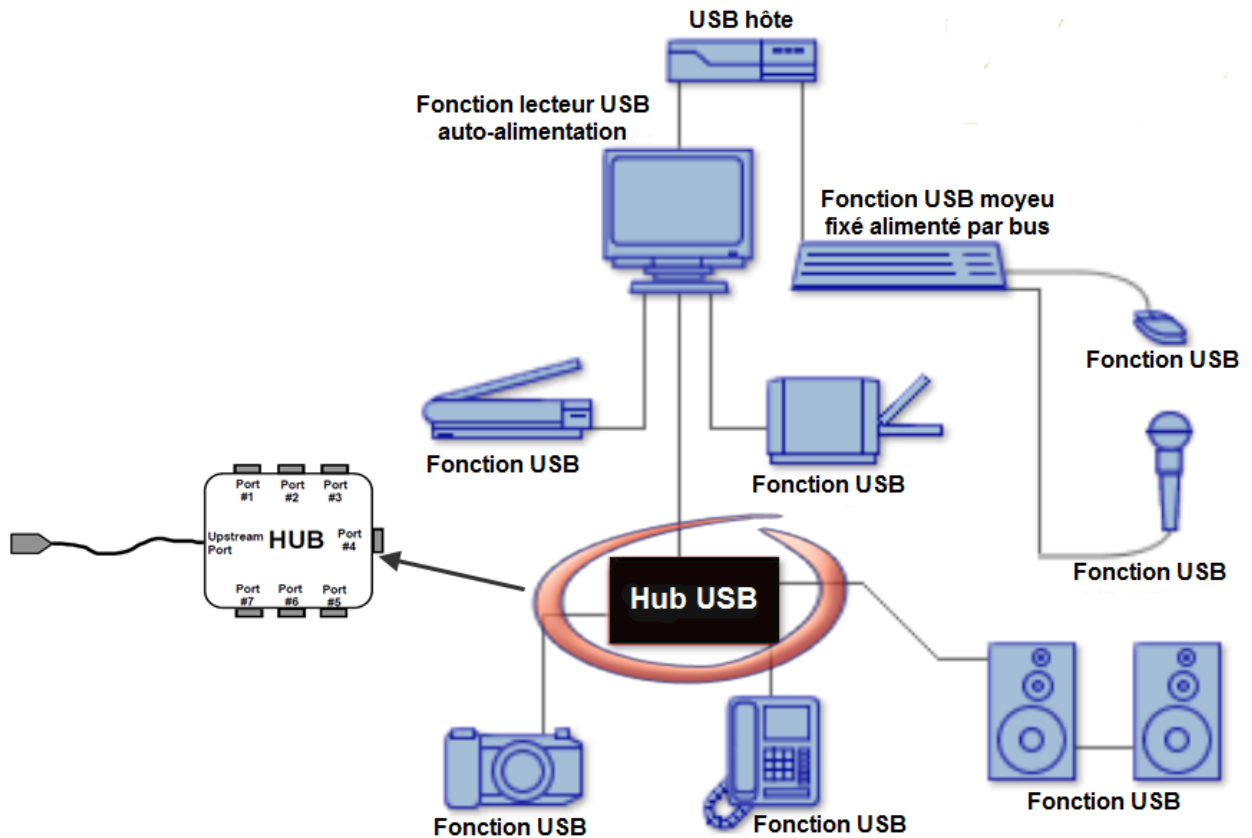 USB hôte
Fonction lecteur USB
auto-alimentation
Fonction USB moyeu
fixé alimenté par bus
Fonction USB
Fonction USB
Fonction USB
Fonction USB
Port
#1
Port
#2
Port
#3
Upstream
Port
HUB
Port
#4
Port
#7
Port
#6
Port
#5
Hub USB
Fonction USB
Fonction USB
Fonction USB